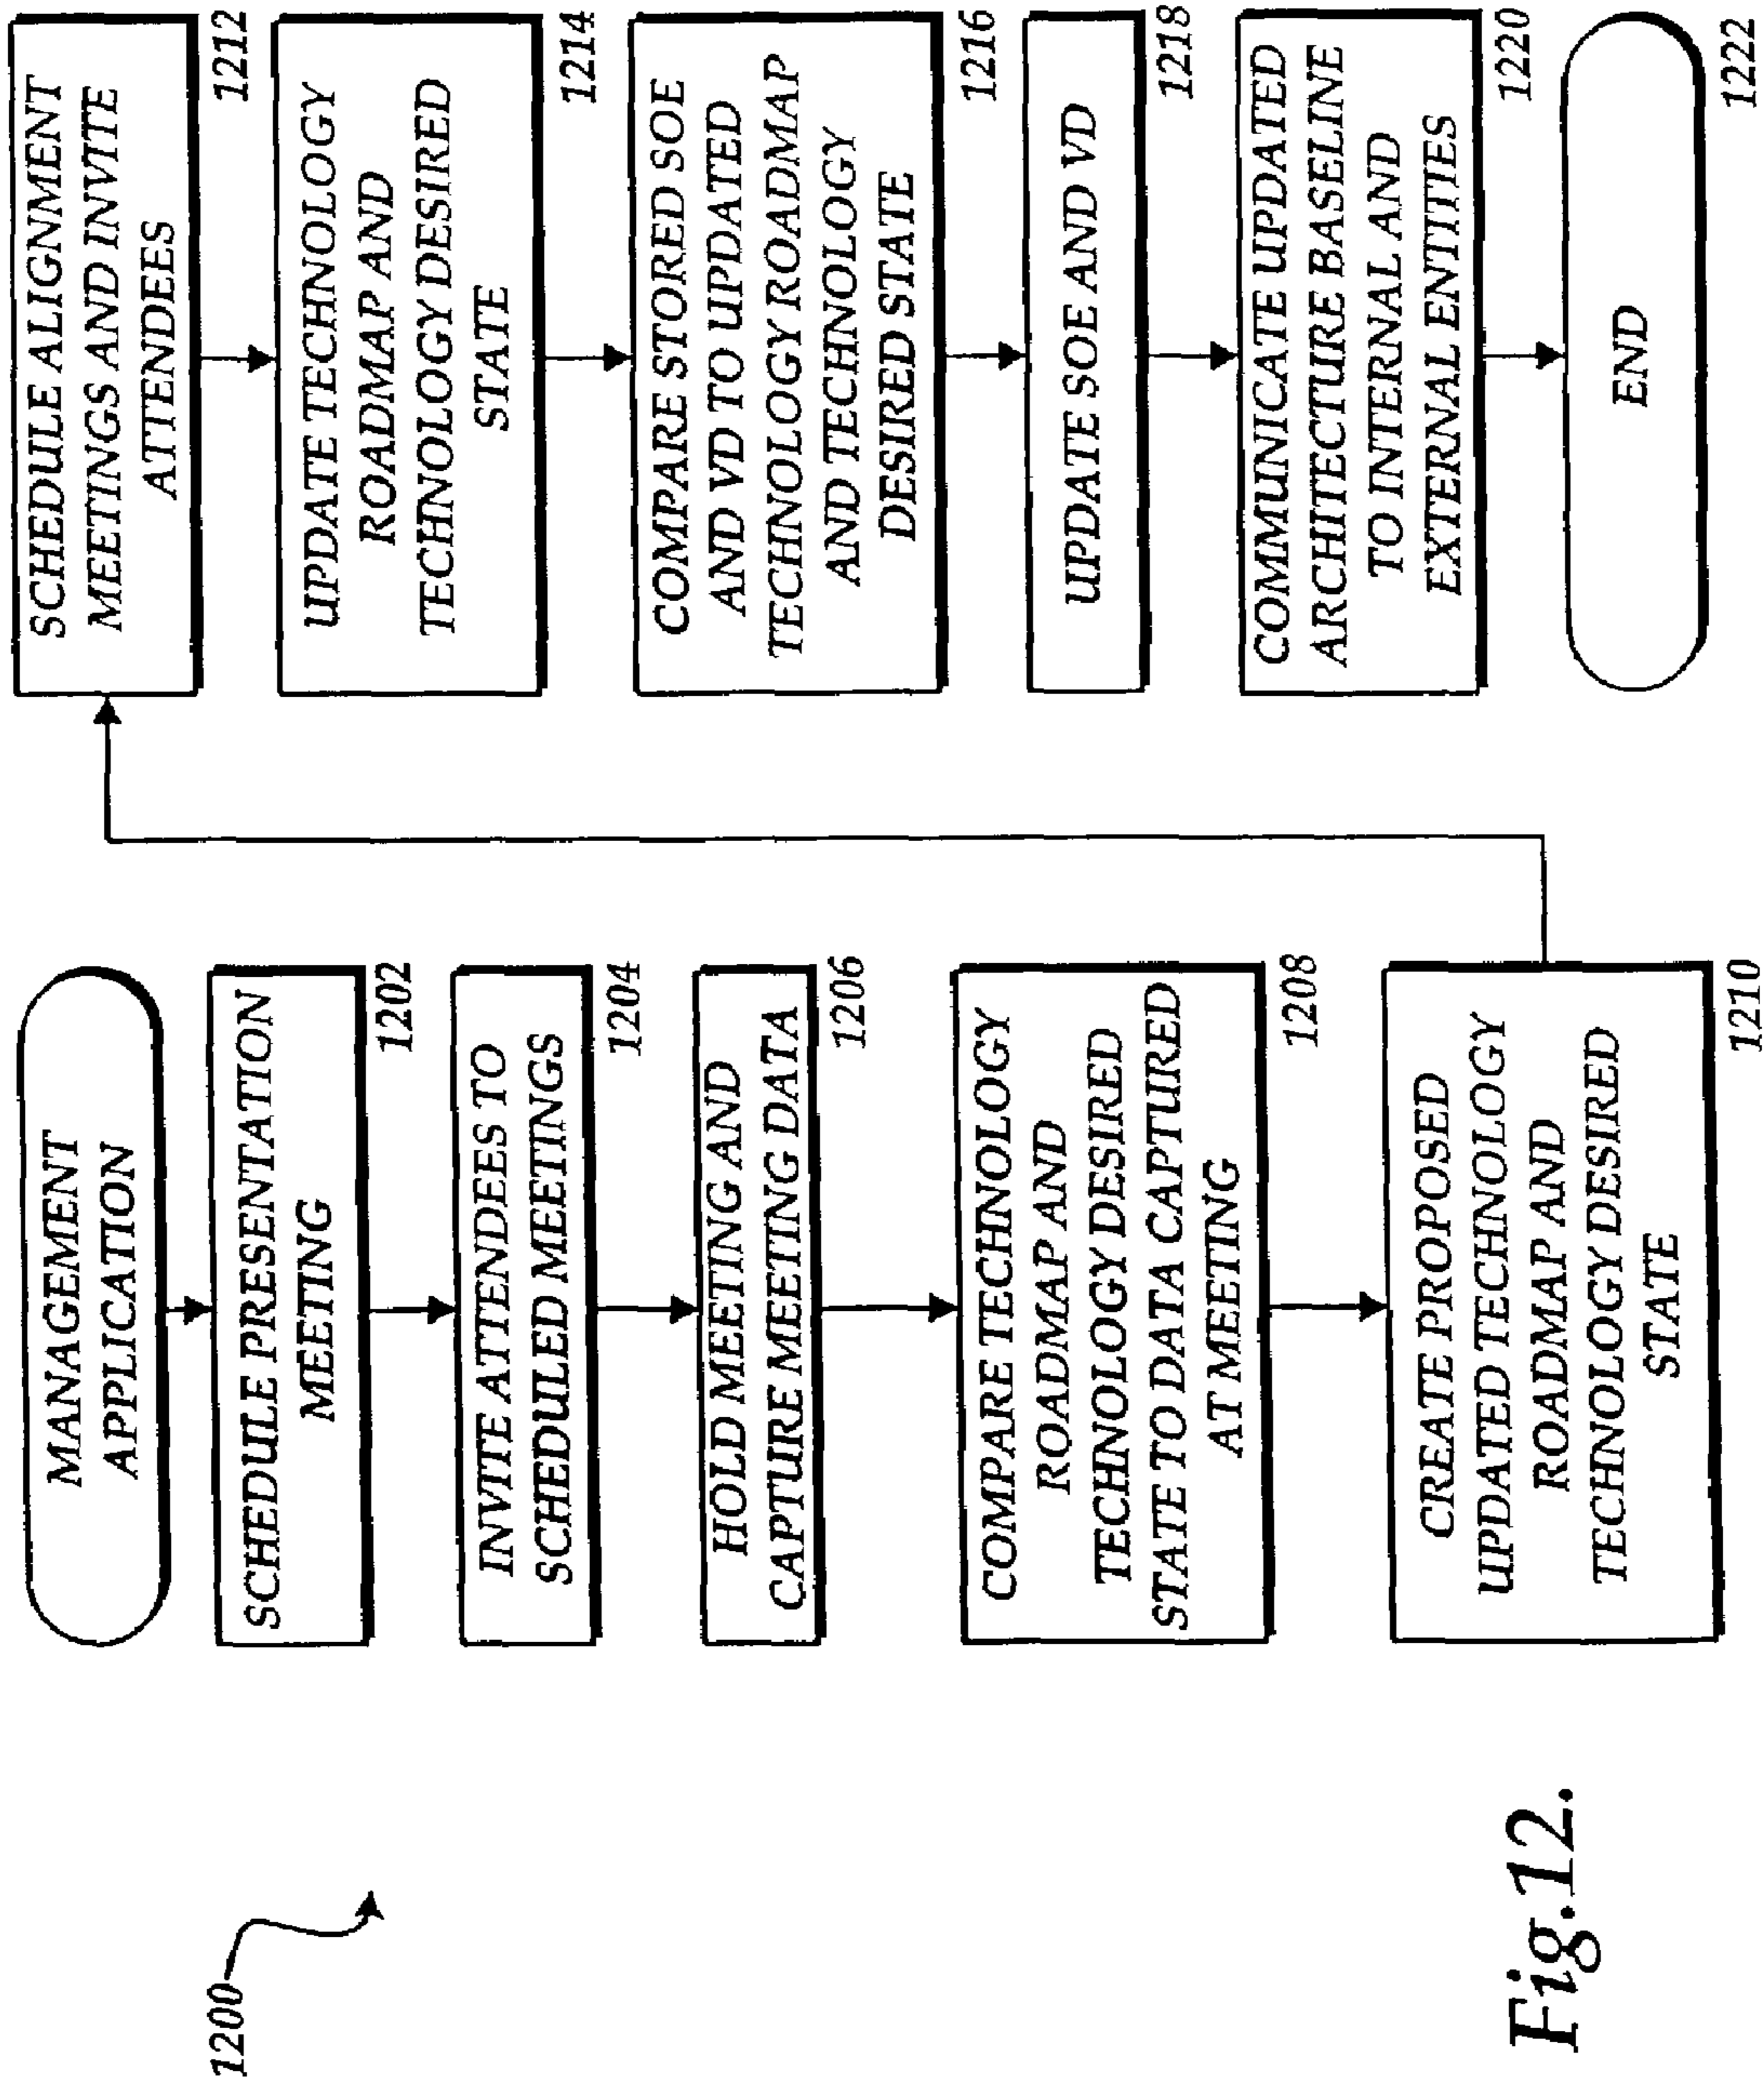 1200
MANAGEMENT
APPLICATION
SCHEDULE PRESENTATION
MEETING
1202
INVITE ATTENDEES TO
SCHEDULED MEETINGS
1204
HOLD MEETING AND
CAPTURE MEETING DATA
1206
COMPARE TECHNOLOGY
ROADMAP AND
TECHNOLOGY DESIRED
STATE TO DATA CAPTURED
AT MEETING
1208
CREATE PROPOSED
UPDATED TECHNOLOGY
ROADMAP AND
TECHNOLOGY DESIRED
STATE
1210
SCHEDULE ALIGNMENT
MEETINGS AND INVITE
ATTENDEES
1212
UPDATE TECHNOLOGY
ROADMAP AND
TECHNOLOGY DESIRED
STATE
1214
COMPARE STORED SOE
AND VD TO UPDATED
TECHNOLOGY ROADMAP
AND TECHNOLOGY
DESIRED STATE
1216
UPDATE SOE AND VD
1218
COMMUNICATE UPDATED
ARCHITECTURE BASELINE
TO INTERNAL AND
EXTERNAL ENTITIES
1220
END
1222
Fig.12.